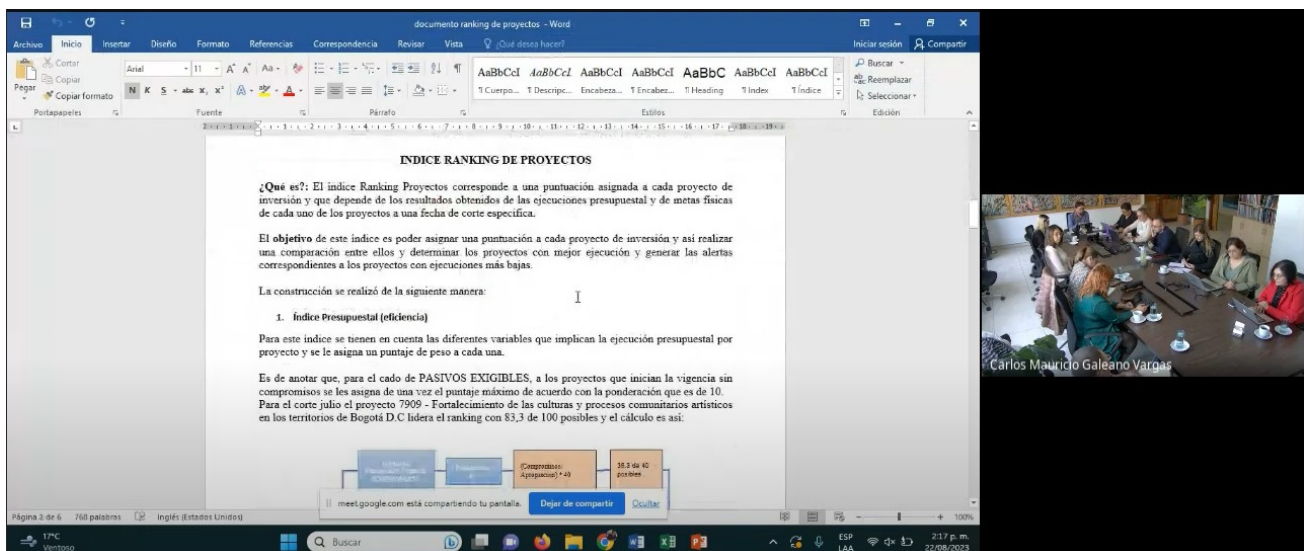 documento ranking de proyectos - Word
Archivo Inicio Insertar Diseño Formato Referencias Correspondencia Revisar Vista ¿Qué desea hacer? Iniciar sesión Compartir
Pegar
Cortar
Copiar
Copiar formato
Portapapeles
Arial 11
N K S abc X₂ X²
Fuente
Párrafo
AaBbCcI AaBbCcI AaBbCcI AaBbCcI AaBbC AaBbCcI AaBbCcI
¶ Cuerpo... ¶ Descripc... Encabeza... ¶ Encabez... ¶ Heading ¶ Index ¶ Índice
Estilos
Buscar
Reemplazar
Seleccionar
Edición
INDICE RANKING DE PROYECTOS
¿Qué es?: El indice Ranking Proyectos corresponde a una puntuación asignada a cada proyecto de
inversión y que depende de los resultados obtenidos de las ejecuciones presupuestal y de metas físicas
de cada uno de los proyectos a una fecha de corte especifica.
El objetivo de este índice es poder asignar una puntuación a cada proyecto de inversión y así realizar
una comparación entre ellos y determinar los proyectos con mejor ejecución y generar las alertas
correspondientes a los proyectos con ejecuciones más bajas.
La construcción se realizó de la siguiente manera:
1. Índice Presupuestal (eficiencia)
Para este índice se tienen en cuenta las diferentes variables que implican la ejecución presupuestal por
proyecto y se le asigna un puntaje de peso a cada una.
Es de anotar que, para el cado de PASIVOS EXIGIBLES, a los proyectos que inician la vigencia sin
compromisos se les asigna de una vez el puntaje máximo de acuerdo con la ponderación que es de 10.
Para el corte julio el proyecto 7909 - Fortalecimiento de las culturas y procesos comunitarios artísticos
en los territorios de Bogotá D.C lidera el ranking con 83,3 de 100 posibles y el cálculo es así:
(Compromisos/
Apropiacion) * 40
38,3 de 40
posibles
meet.google.com está compartiendo tu pantalla. Dejar de compartir Ocultar
Página 2 de 6 768 palabras Inglés (Estados Unidos) 100%
17°C
Ventoso
Buscar
ESP
LAA
2:17 p. m.
22/08/2023
Carlos Mauricio Galeano Vargas